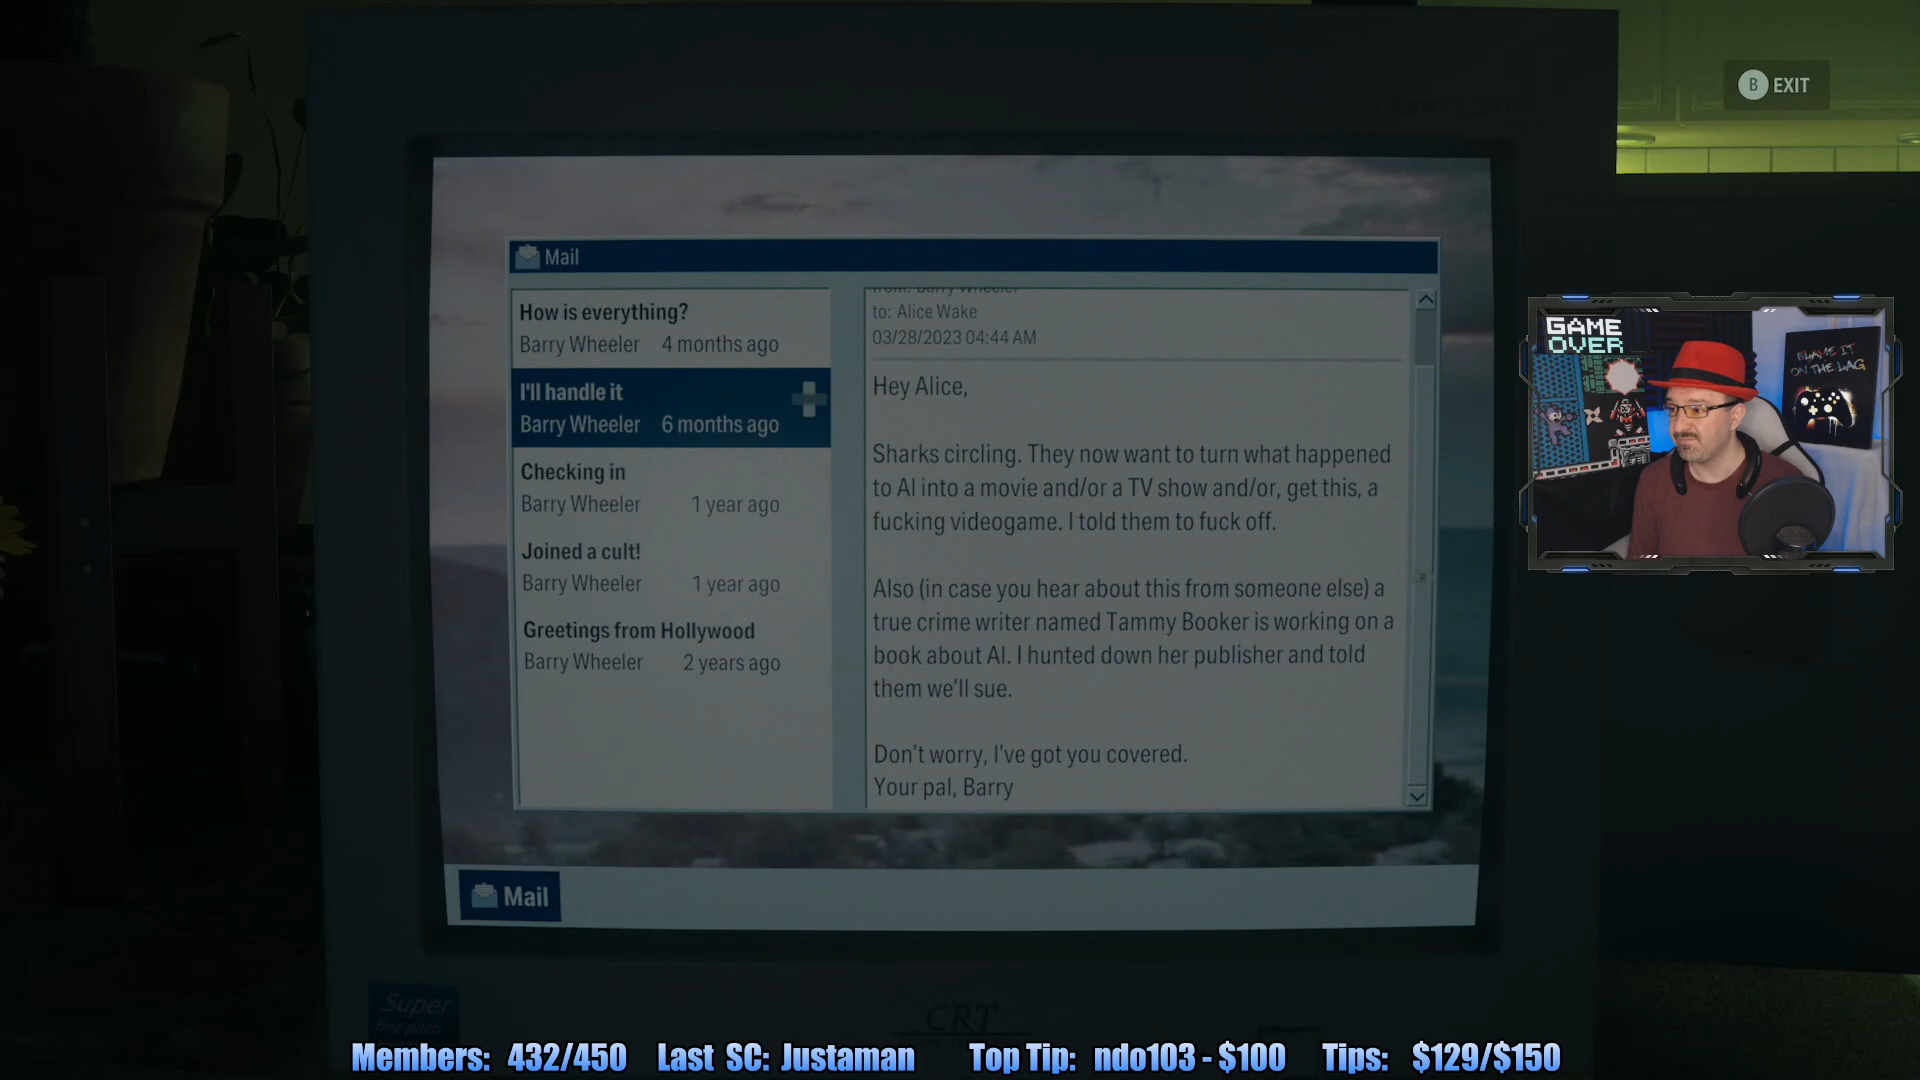 B EXIT
Mail
How is everything?
Barry Wheeler 4 months ago
I'll handle it
Barry Wheeler 6 months ago
Checking in
Barry Wheeler 1 year ago
Joined a cult!
Barry Wheeler 1 year ago
Greetings from Hollywood
Barry Wheeler 2 years ago
from: Barry Wheeler
to: Alice Wake
03/28/2023 04:44 AM
Hey Alice,
Sharks circling. They now want to turn what happened
to Al into a movie and/or a TV show and/or, get this, a
fucking videogame. I told them to fuck off.
Also (in case you hear about this from someone else) a
true crime writer named Tammy Booker is working on a
book about Al. I hunted down her publisher and told
them we'll sue.
Don't worry, I've got you covered.
Your pal, Barry
R
Mail
GAME
OVER
BLAME IT
ON THE LAG
Super
fine pitch
CRT
Members: 432/450 Last SC: Justaman Top Tip: ndo103 - $100 Tips: $129/$150